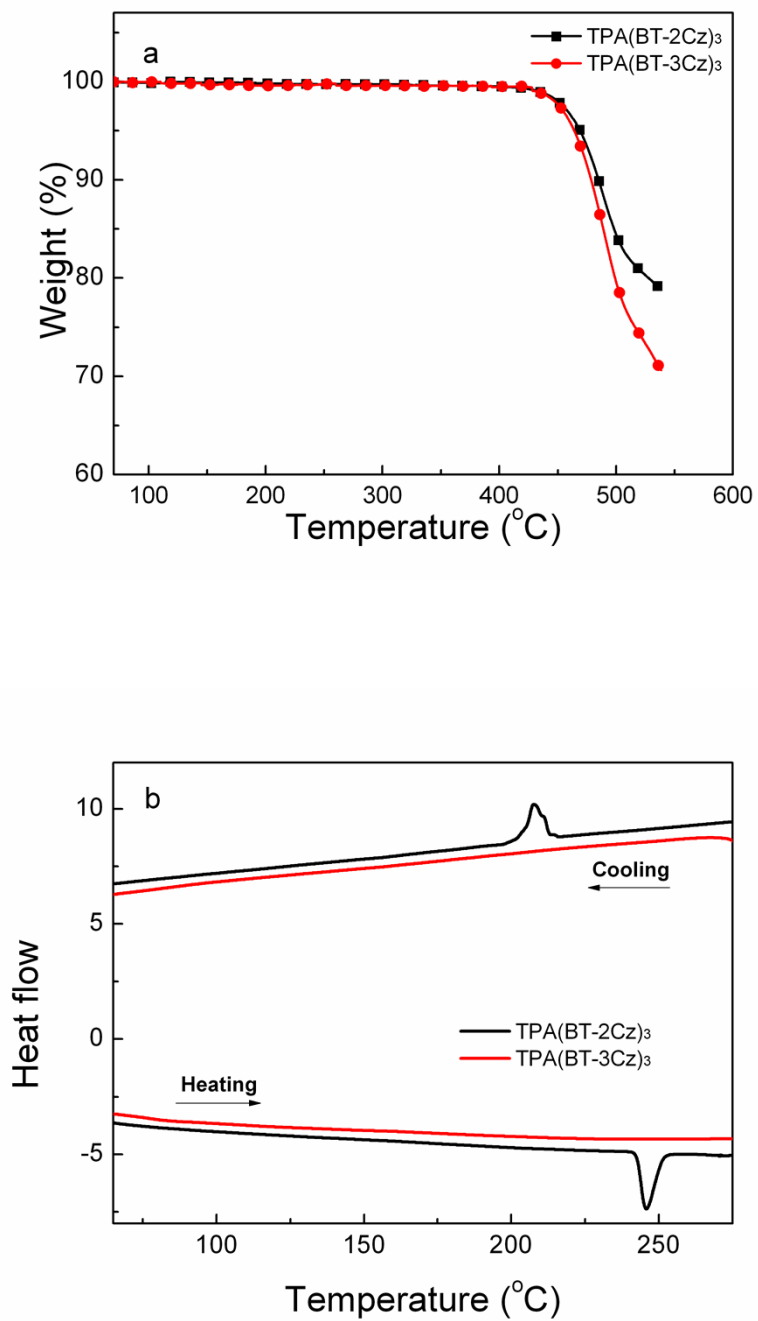 a
TPA(BT-2Cz)₃
TPA(BT-3Cz)₃
100
90
80
70
60
Weight (%)
100 200 300 400 500 600
Temperature (°C)
b
10
5
0
-5
Heat flow
Cooling
TPA(BT-2Cz)₃
TPA(BT-3Cz)₃
Heating
100 150 200 250
Temperature (°C)